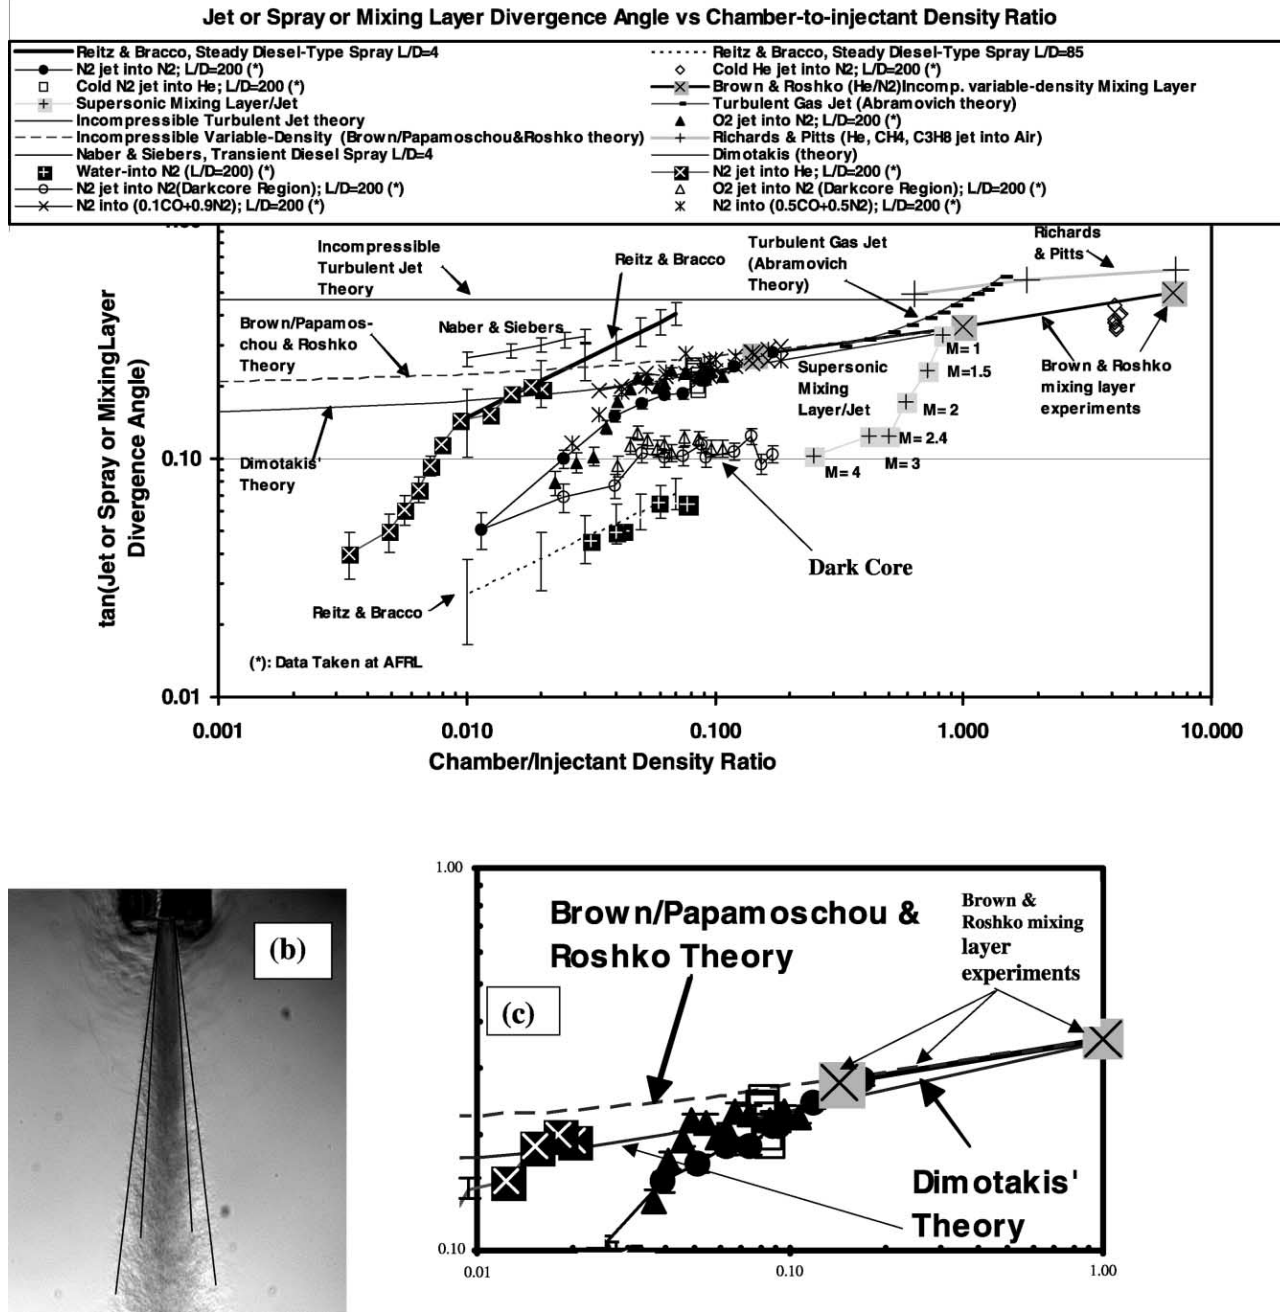 Jet or Spray or Mixing Layer Divergence Angle vs Chamber-to-injectant Density Ratio
Reitz & Bracco, Steady Diesel-Type Spray L/D=4
Reitz & Bracco, Steady Diesel-Type Spray L/D=85
N2 jet into N2; L/D=200 (*)
Cold He jet into N2; L/D=200 (*)
Cold N2 jet into He; L/D=200 (*)
Brown & Roshko (He/N2)Incomp. variable-density Mixing Layer
Supersonic Mixing Layer/Jet
Turbulent Gas Jet (Abramovich theory)
Incompressible Turbulent Jet theory
O2 jet into N2; L/D=200 (*)
Incompressible Variable-Density (Brown/Papamoschou&Roshko theory)
Richards & Pitts (He, CH4, C3H8 jet into Air)
Naber & Siebers, Transient Diesel Spray L/D=4
Dimotakis (theory)
Water-into N2 (L/D=200) (*)
N2 jet into He; L/D=200 (*)
N2 jet into N2(Darkcore Region); L/D=200 (*)
O2 jet into N2 (Darkcore Region); L/D=200 (*)
N2 into (0.1CO+0.9N2); L/D=200 (*)
N2 into (0.5CO+0.5N2); L/D=200 (*)
Incompressible
Turbulent Jet
Theory
Reitz & Bracco
Turbulent Gas Jet
(Abramovich
Theory)
Richards
& Pitts
Brown/Papamos-
chou & Roshko
Theory
Naber & Siebers
M= 1
M=1.5
M= 2
M= 2.4
M= 3
M= 4
Supersonic
Mixing
Layer/Jet
Brown & Roshko
mixing layer
experiments
Dimotakis'
Theory
Dark Core
Reitz & Bracco
(*): Data Taken at AFRL
tan(Jet or Spray or MixingLayer
Divergence Angle)
0.10
0.01
0.001
0.010
0.100
1.000
10.000
Chamber/Injectant Density Ratio
(b)
1.00
Brown/Papamoschou &
Roshko Theory
Brown &
Roshko mixing
layer
experiments
(c)
Dimotakis'
Theory
0.10
0.01
0.10
1.00